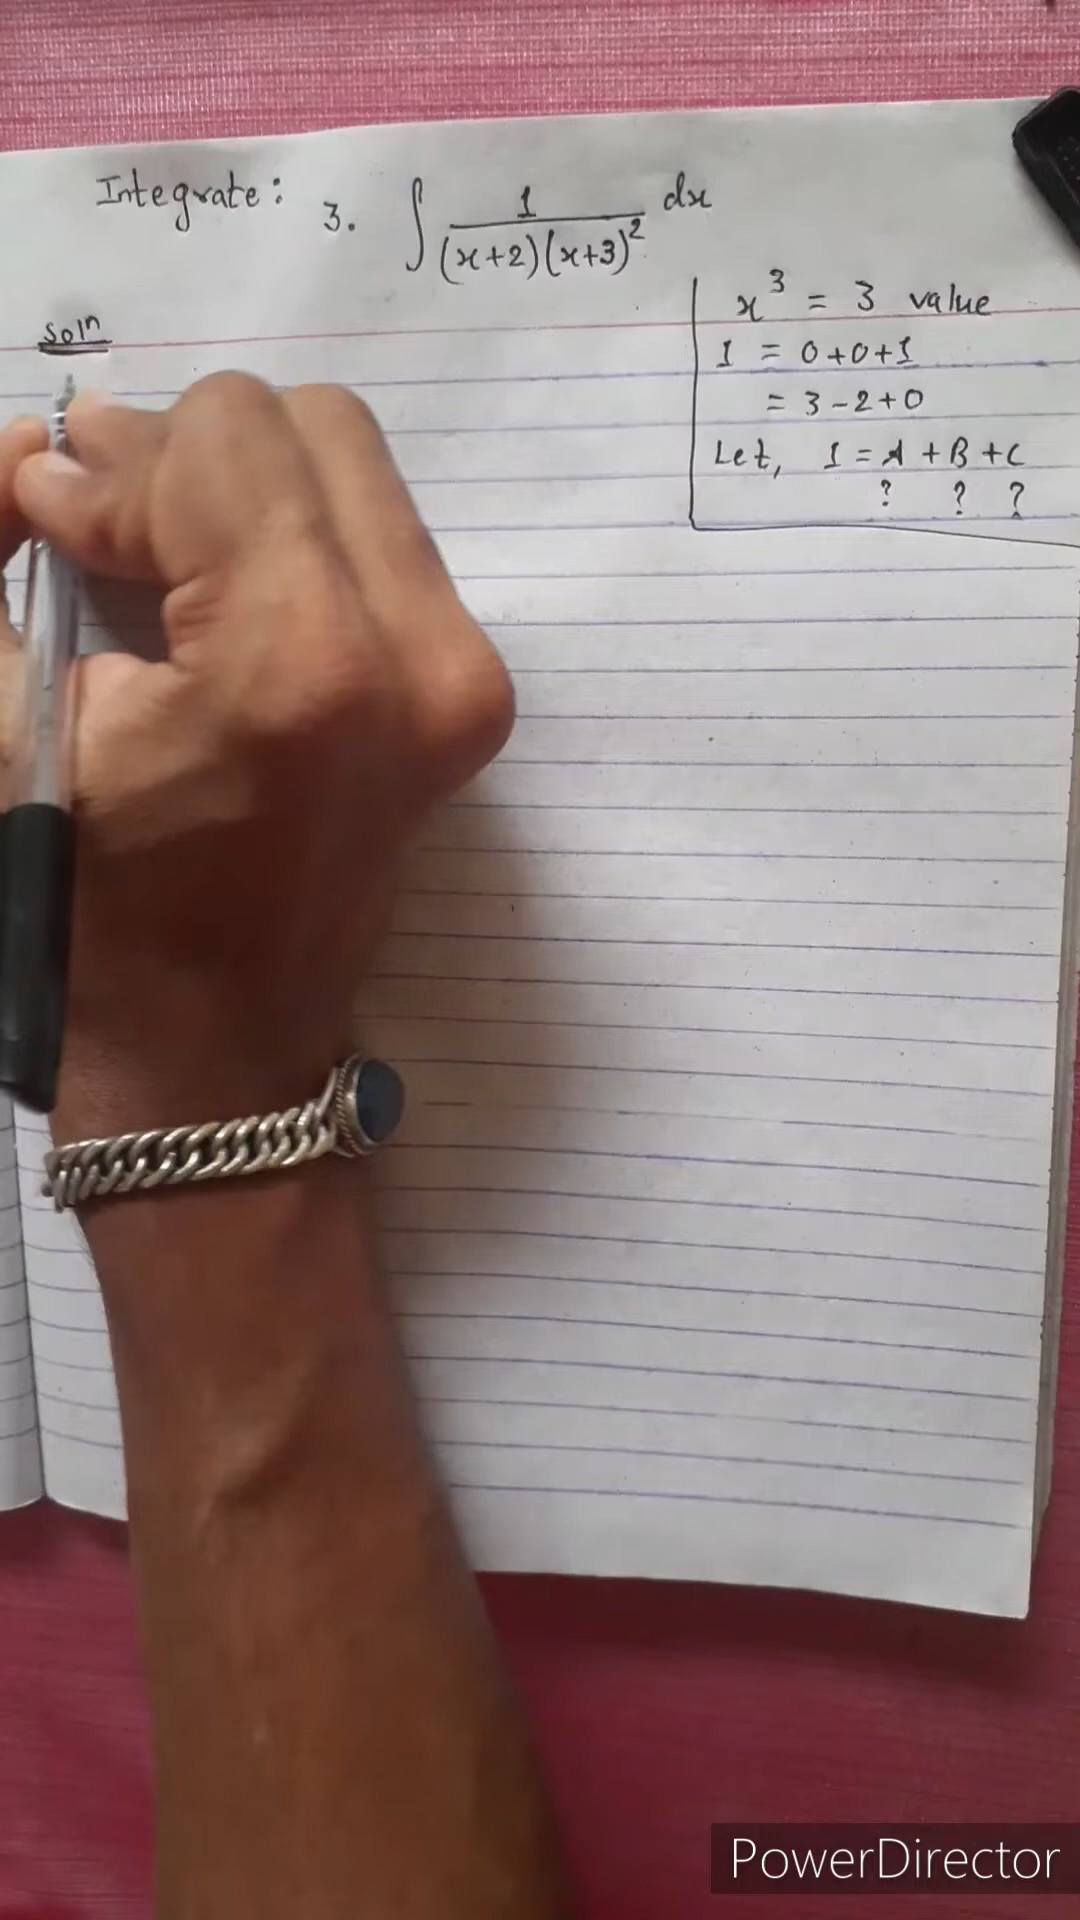 Integrate: 3. ∫ 1/((x+2)(x+3)²) dx
Soln
x³ = 3 value
1 = 0+0+1
= 3-2+0
Let, 1 = A + B + C
? ? ?
PowerDirector